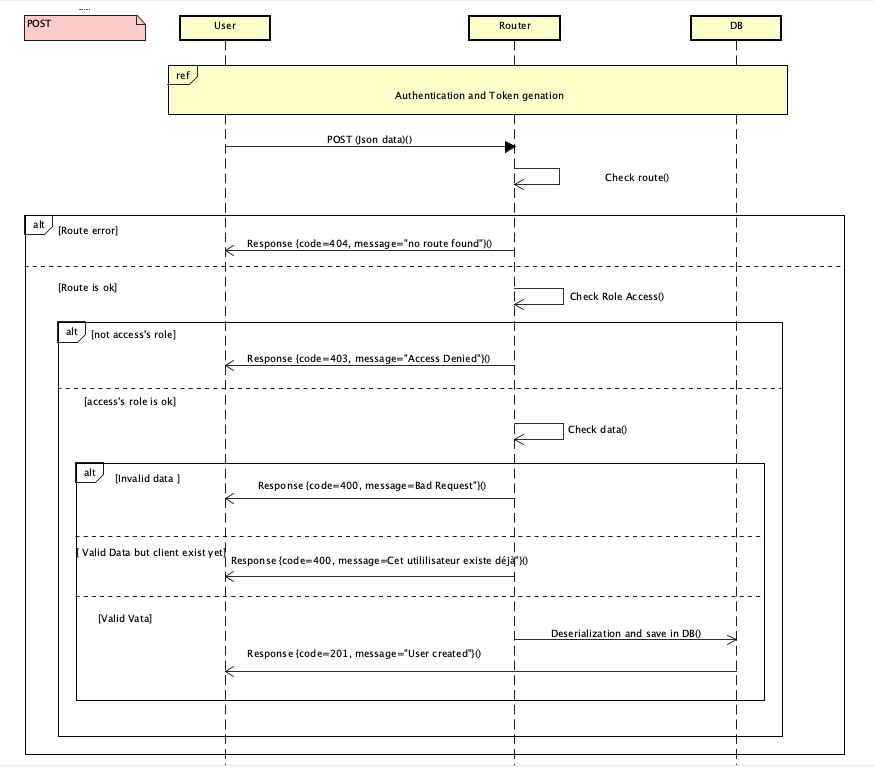 POST
User
Router
DB
ref
Authentication and Token genation
POST (Json data)()
Check route()
alt
[Route error]
Response {code=404, message="no route found"}()
[Route is ok]
Check Role Access()
alt
[not access's role]
Response {code=403, message="Access Denied"}()
[access's role is ok]
Check data()
alt
[Invalid data ]
Response {code=400, message=Bad Request"}()
[ Valid Data but client exist yet]
Response {code=400, message=Cet utililisateur existe déjà"}()
[Valid Vata]
Deserialization and save in DB()
Response {code=201, message="User created"}()